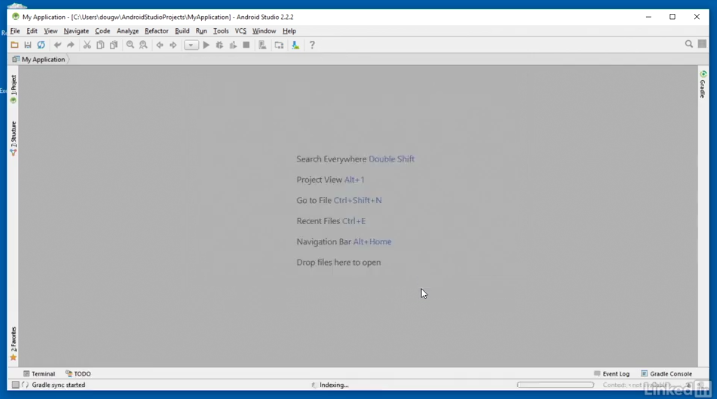 My Application - [C:\Users\dougw\AndroidStudioProjects\MyApplication] - Android Studio 2.2.2
File Edit View Navigate Code Analyze Refactor Build Run Tools VCS Window Help
My Application
1: Project
Gradle
2: Structure
Search Everywhere Double Shift
Project View Alt+1
Go to File Ctrl+Shift+N
Recent Files Ctrl+E
Navigation Bar Alt+Home
Drop files here to open
2: Favorites
Terminal TODO Event Log Gradle Console
Gradle sync started Indexing...
LinkedIn